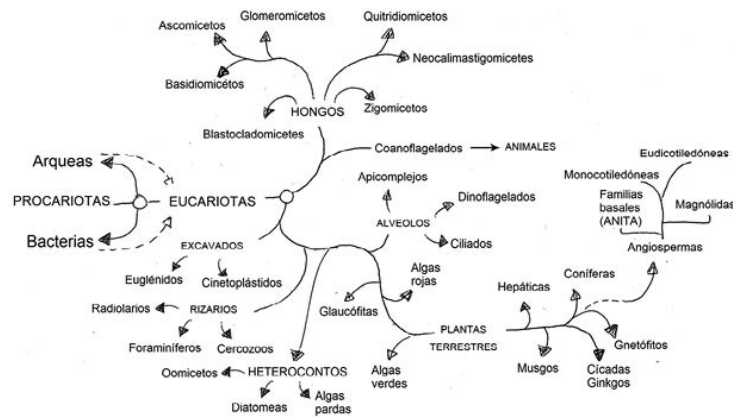 Glomeromicetos
Quitridiomicetos
Ascomicetos
Neocalimastigomicetes
Basidiomicétos
HONGOS
Zigomicetos
Blastocladomicetes
Coanoflagelados
ANIMALES
Eudicotiledóneas
Arqueas
Monocotiledóneas
Apicomplejos
Dinoflagelados
Familias
basales
(ANITA)
Magnólidas
PROCARIOTAS
EUCARIOTAS
ALVEOLOS
Bacterias
Ciliados
Angiospermas
EXCAVADOS
Euglénidos
Cinetoplástidos
Algas
rojas
Hepáticas
Coníferas
Radiolarios
RIZARIOS
Glaucófitas
PLANTAS
TERRESTRES
Foraminíferos
Cercozoos
Gnetófitos
Oomicetos
HETEROCONTOS
Algas
verdes
Musgos
Cícadas
Ginkgos
Diatomeas
Algas
pardas